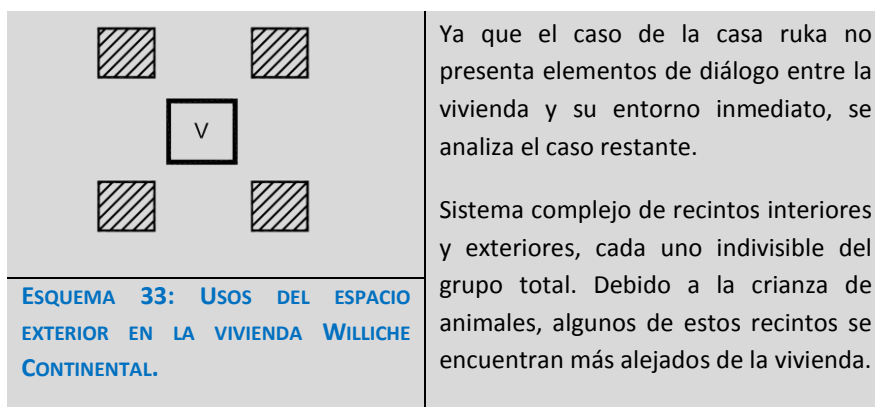 V
ESQUEMA 33: USOS DEL ESPACIO
EXTERIOR EN LA VIVIENDA WILLICHE
CONTINENTAL.
Ya que el caso de la casa ruka no
presenta elementos de diálogo entre la
vivienda y su entorno inmediato, se
analiza el caso restante.
Sistema complejo de recintos interiores
y exteriores, cada uno indivisible del
grupo total. Debido a la crianza de
animales, algunos de estos recintos se
encuentran más alejados de la vivienda.